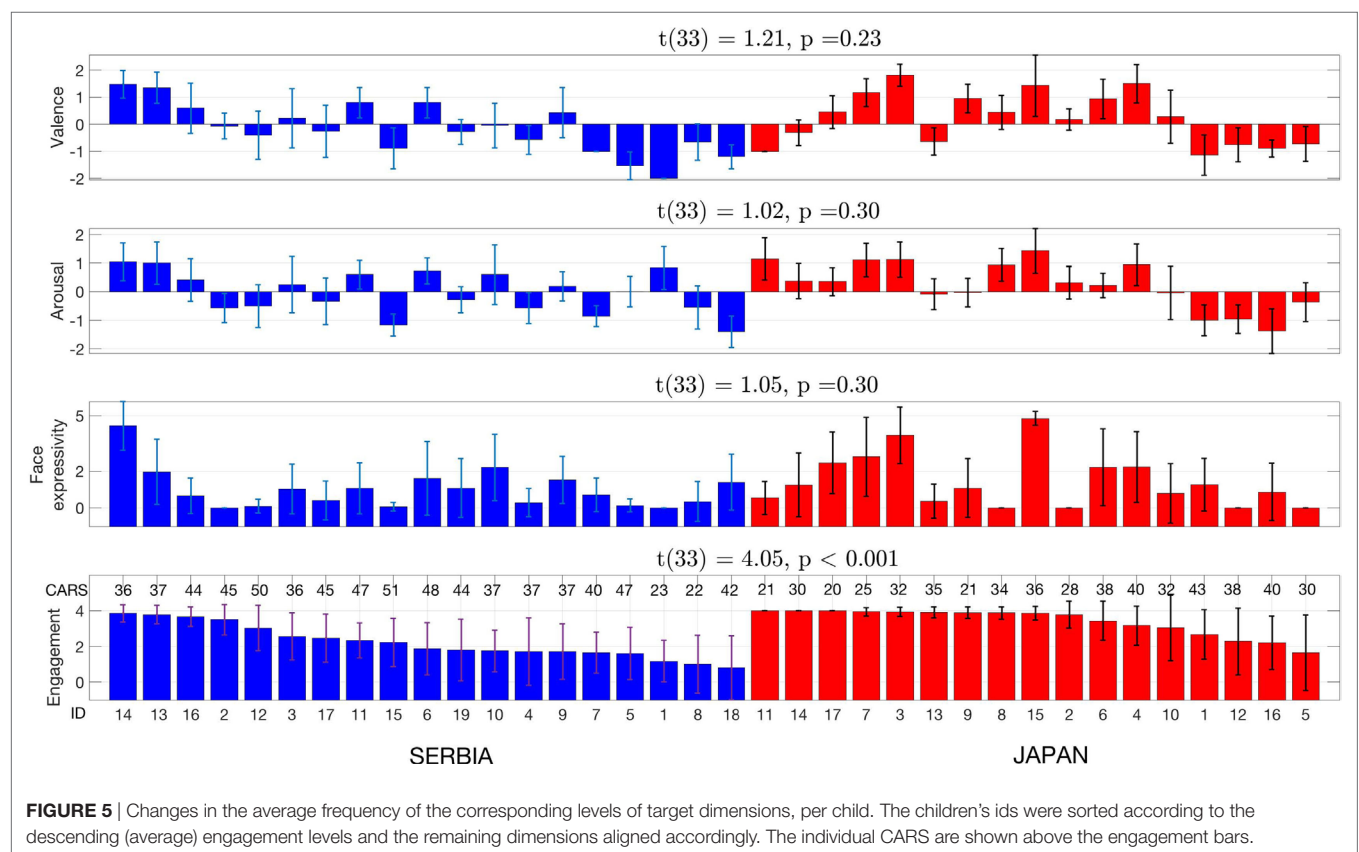 t(33) = 1.21, p =0.23
2
1
0
-1
-2
Valence
t(33) = 1.02, p =0.30
2
1
0
-1
-2
Arousal
t(33) = 1.05, p =0.30
5
2
0
Face
expressivity
t(33) = 4.05, p < 0.001
CARS 36 37 44 45 50 36 45 47 51 48 44 37 37 37 40 47 23 22 42 21 30 20 25 32 35 21 34 36 28 38 40 32 43 38 40 30
4
2
0
Engagement
ID 14 13 16 2 12 3 17 11 15 6 19 10 4 9 7 5 1 8 18 11 14 17 7 3 13 9 8 15 2 6 4 10 1 12 16 5
SERBIA JAPAN
FIGURE 5 | Changes in the average frequency of the corresponding levels of target dimensions, per child. The children's ids were sorted according to the
descending (average) engagement levels and the remaining dimensions aligned accordingly. The individual CARS are shown above the engagement bars.